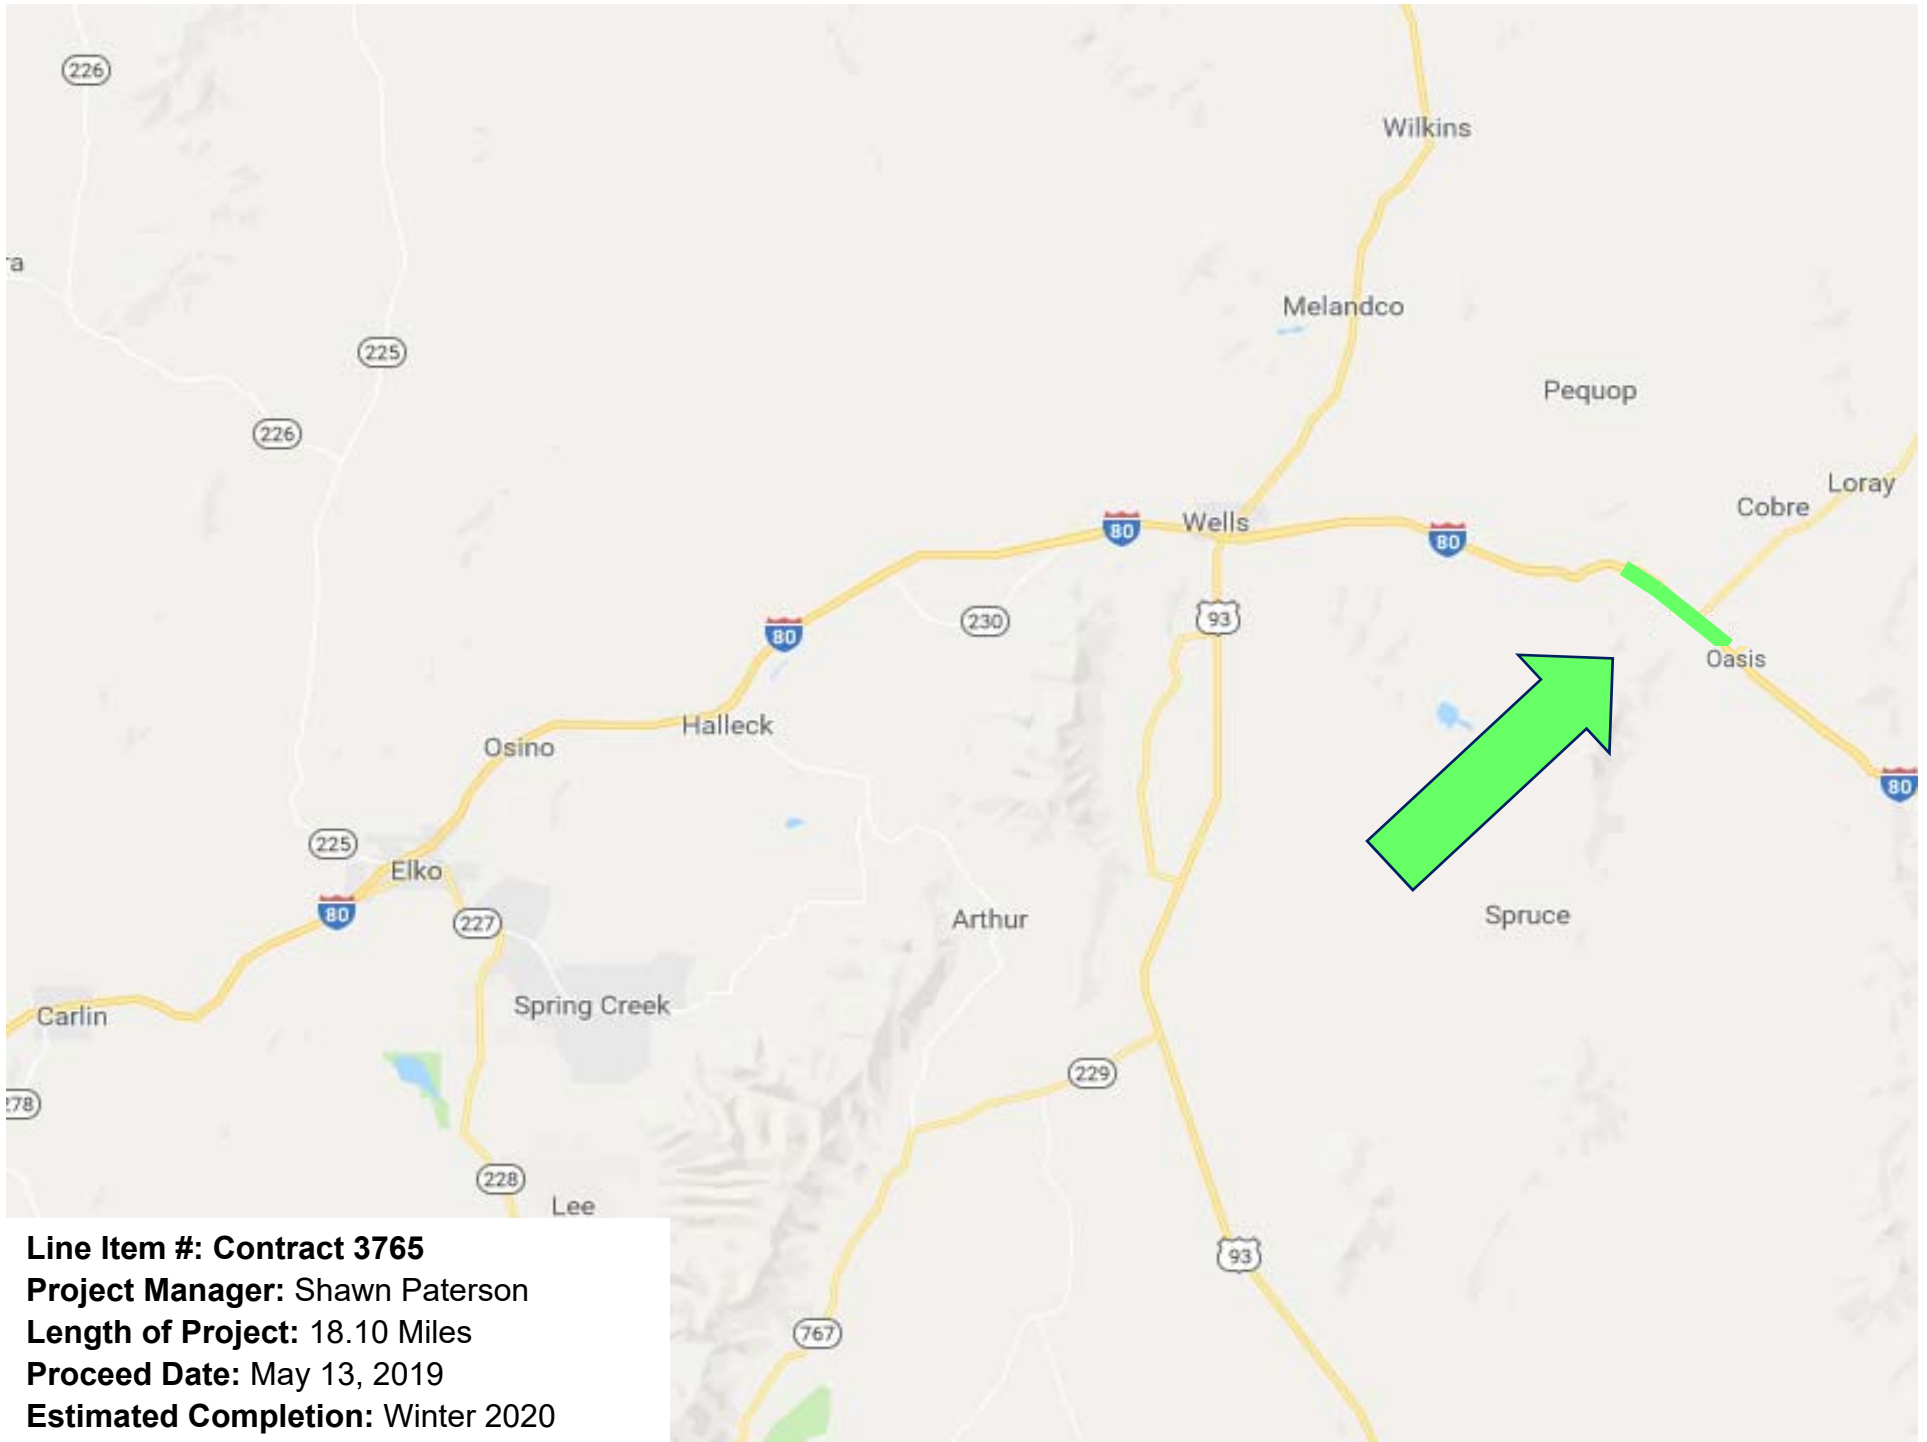 226
Wilkins
ra
Melandco
225
Pequop
226
Loray
Cobre
80
Wells
80
230
93
80
Oasis
Halleck
Osino
80
225
Elko
80
227
Arthur
Spruce
Spring Creek
Carlin
229
278
228
Lee
93
767
Line Item #: Contract 3765
Project Manager: Shawn Paterson
Length of Project: 18.10 Miles
Proceed Date: May 13, 2019
Estimated Completion: Winter 2020